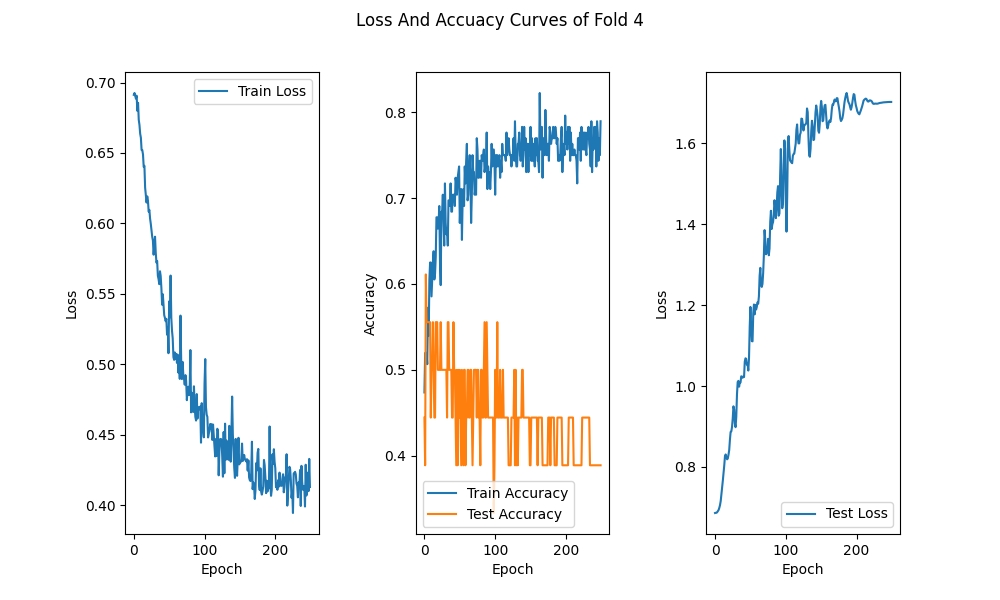 Loss And Accuacy Curves of Fold 4
0.70
0.65
0.60
0.55
0.50
0.45
0.40
Loss
0 100 200
Epoch
Train Loss
0.8
0.7
0.6
0.5
0.4
Accuracy
0 100 200
Epoch
Train Accuracy
Test Accuracy
1.6
1.4
1.2
1.0
0.8
Loss
0 100 200
Epoch
Test Loss